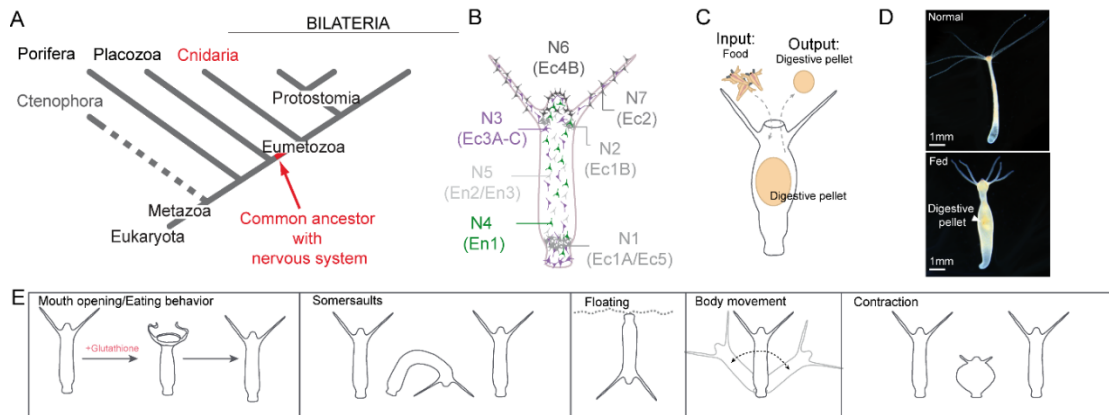 A
BILATERIA
Porifera
Placozoa
Cnidaria
Ctenophora
Protostomia
Eumetozoa
Metazoa
Eukaryota
Common ancestor
with
nervous system
B
N6
(Ec4B)
N7
(Ec2)
N3
(Ec3A-C)
N2
(Ec1B)
N5
(En2/En3)
N4
(En1)
N1
(Ec1A/Ec5)
C
Input:
Food
Output:
Digestive pellet
Digestive pellet
D
Normal
1mm
Fed
Digestive
pellet
1mm
E
Mouth opening/Eating behavior
+Glutathione
Somersaults
Floating
Body movement
Contraction